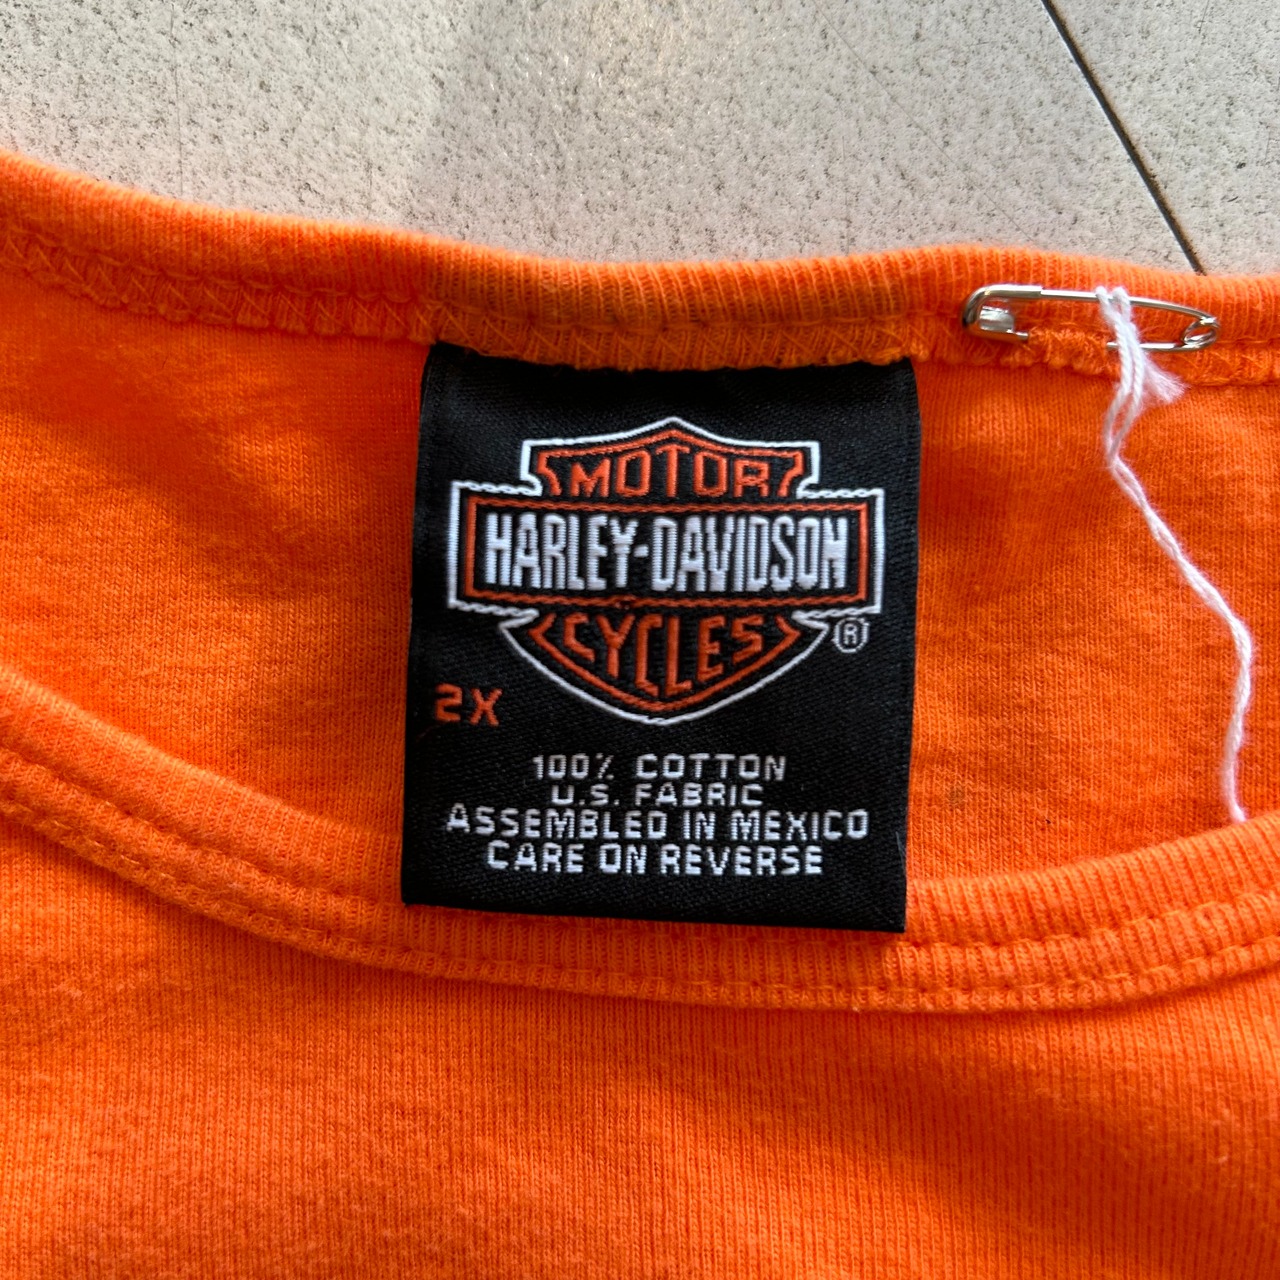 MOTOR
HARLEY-DAVIDSON
CYCLES
®
2X
100% COTTON
U.S. FABRIC
ASSEMBLED IN MEXICO
CARE ON REVERSE